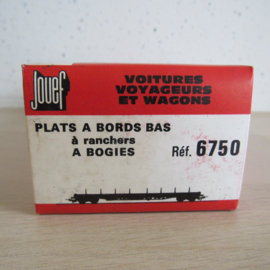 Jouef
VOITURES
VOYAGEURS
ET WAGONS
PLATS A BORDS BAS
à ranchers
A BOGIES
Réf. 6750